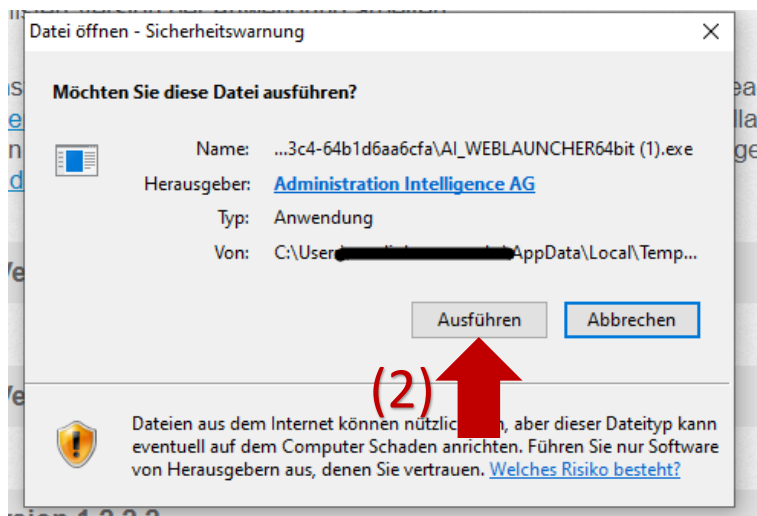 Datei öffnen - Sicherheitswarnung
Möchten Sie diese Datei ausführen?
Name: ...3c4-64b1d6aa6cfa\AI_WEBLAUNCHER64bit (1).exe
Herausgeber: Administration Intelligence AG
Typ: Anwendung
Von: C:\User AppData\Local\Temp...
Ausführen Abbrechen
(2)
Dateien aus dem Internet können aber dieser Dateityp kann
eventuell auf dem Computer Schaden anrichten. Führen Sie nur Software
von Herausgebern aus, denen Sie vertrauen. Welches Risiko besteht?